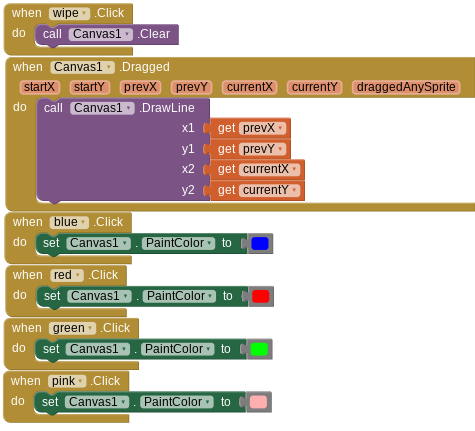 when wipe .Click
do call Canvas1 .Clear
when Canvas1 .Dragged
startX startY prevX prevY currentX currentY draggedAnySprite
do call Canvas1 .DrawLine
x1 get prevX
y1 get prevY
x2 get currentX
y2 get currentY
when blue .Click
do set Canvas1 . PaintColor to
when red .Click
do set Canvas1 . PaintColor to
when green .Click
do set Canvas1 . PaintColor to
when pink .Click
do set Canvas1 . PaintColor to